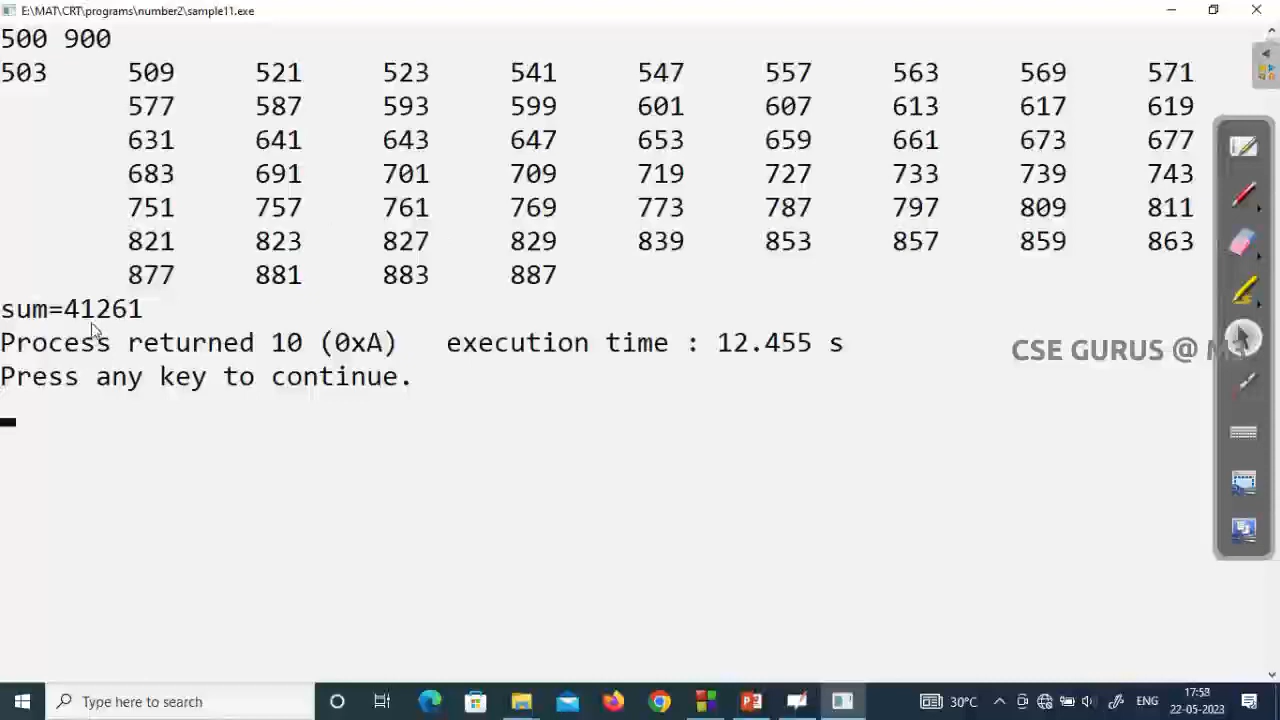 E:\MAT\CRT\programs\number2\sample11.exe
500 900
503 509 521 523 541 547 557 563 569 571
577 587 593 599 601 607 613 617 619
631 641 643 647 653 659 661 673 677
683 691 701 709 719 727 733 739 743
751 757 761 769 773 787 797 809 811
821 823 827 829 839 853 857 859 863
877 881 883 887
sum=41261
Process returned 10 (0xA) execution time : 12.455 s
CSE GURUS @
Press any key to continue.
Type here to search
30°C
ENG
17:53
22-05-2023